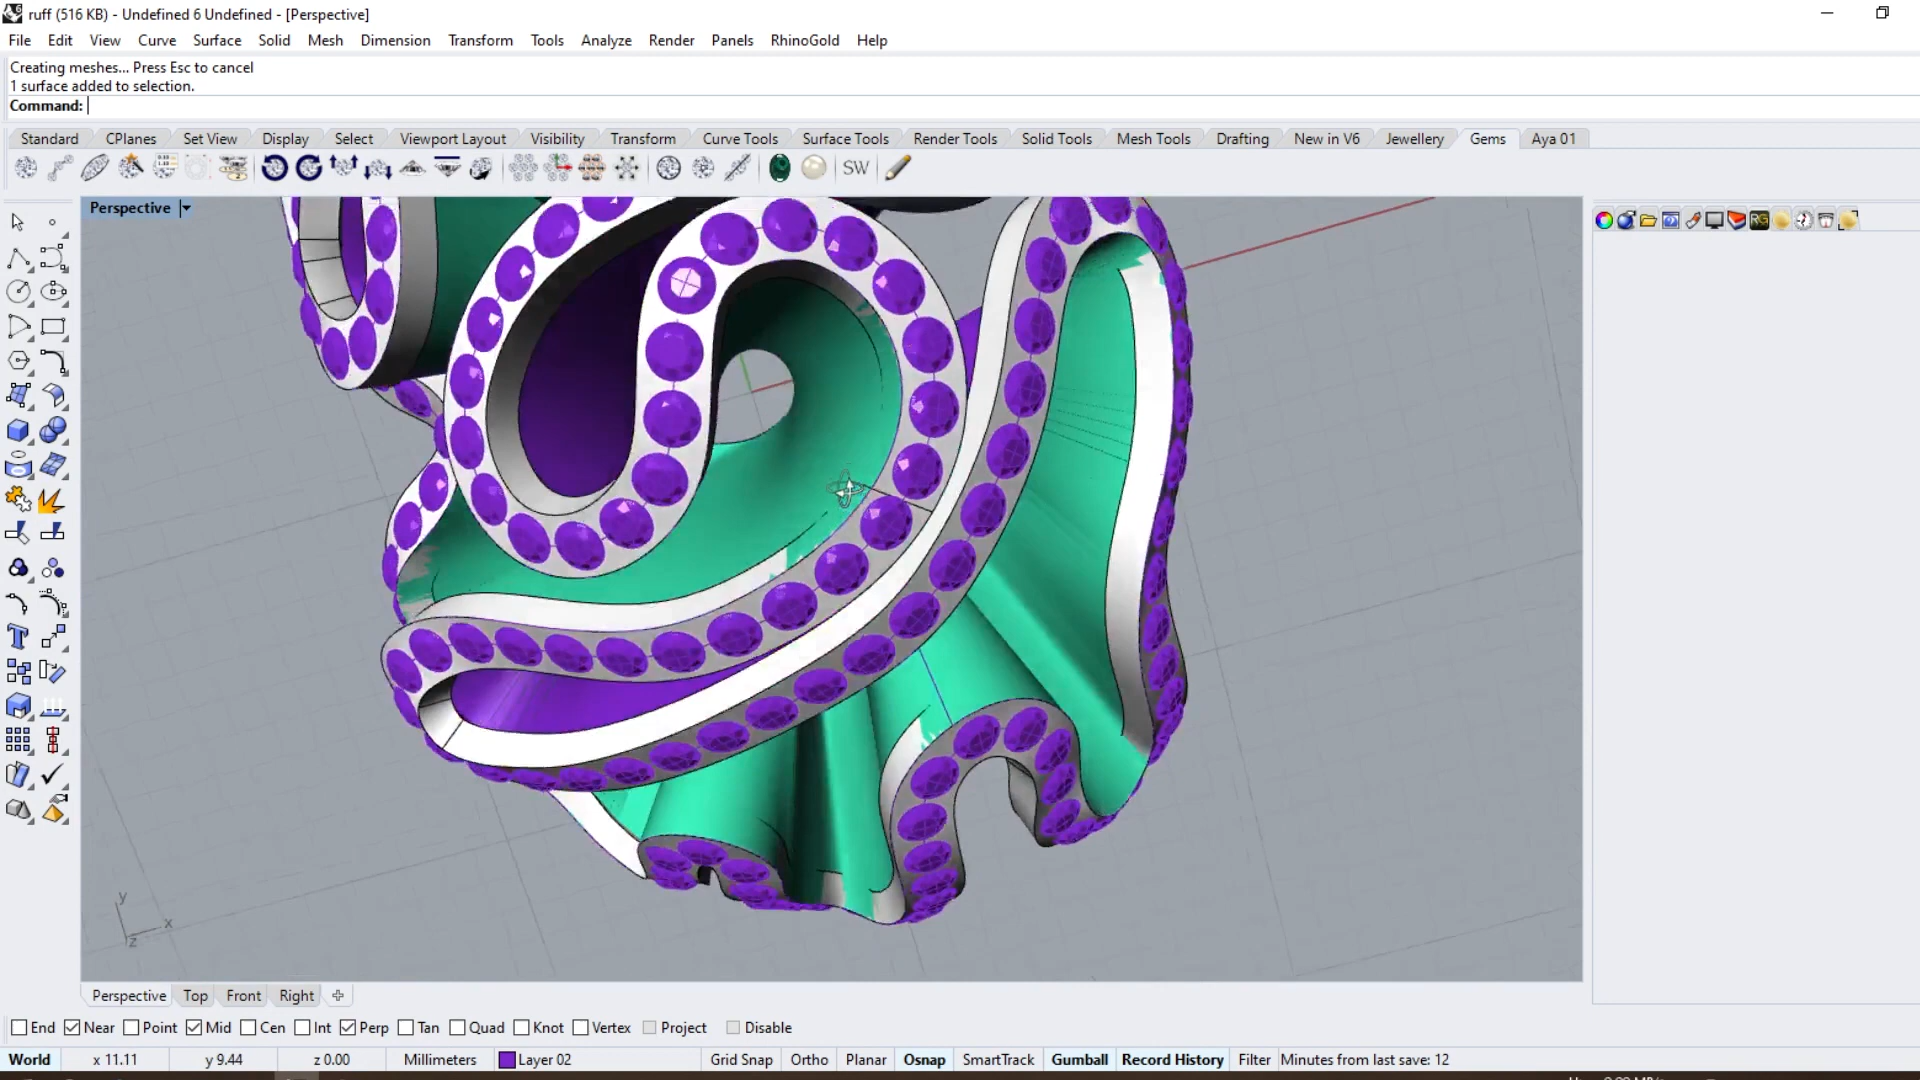 ruff (516 KB) - Undefined 6 Undefined - [Perspective]
File Edit View Curve Surface Solid Mesh Dimension Transform Tools Analyze Render Panels RhinoGold Help
Creating meshes... Press Esc to cancel
1 surface added to selection.
Command:
Standard CPlanes Set View Display Select Viewport Layout Visibility Transform Curve Tools Surface Tools Render Tools Solid Tools Mesh Tools Drafting New in V6 Jewellery Gems Aya 01
SW
Perspective
RG
y
x
z
Perspective Top Front Right
End Near Point Mid Cen Int Perp Tan Quad Knot Vertex Project Disable
World x 11.11 y 9.44 z 0.00 Millimeters Layer 02 Grid Snap Ortho Planar Osnap SmartTrack Gumball Record History Filter Minutes from last save: 12